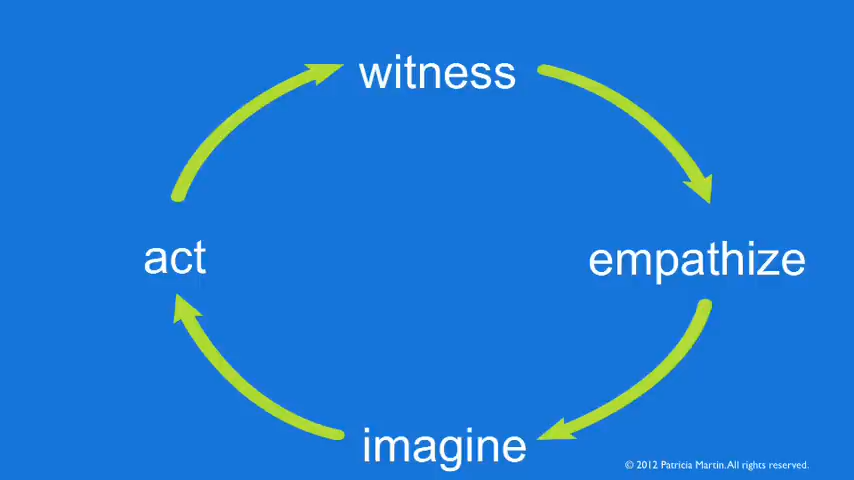 witness
act
empathize
imagine
© 2012 Patricia Martin. All rights reserved.